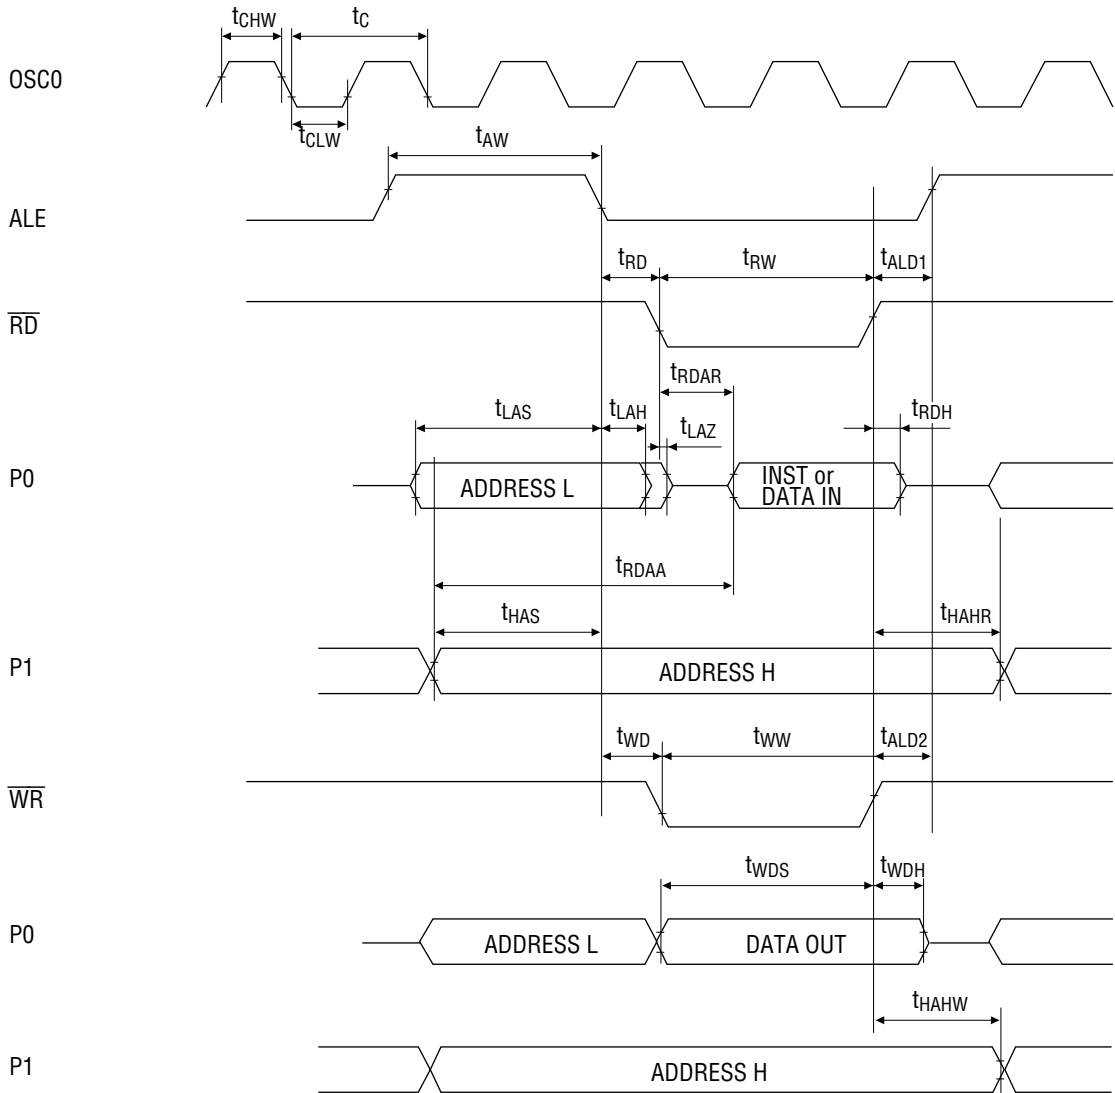 tCHW tC
OSC0
tCLW
tAW
ALE
tRD tRW tALD1
RD
tRDAR
tLAS tLAH tLAZ tRDH
P0
ADDRESS L
INST or
DATA IN
tRDAA
tHAS tHAHR
P1
ADDRESS H
tWD tWW tALD2
WR
tWDS tWDH
P0
ADDRESS L DATA OUT
tHAHW
P1
ADDRESS H